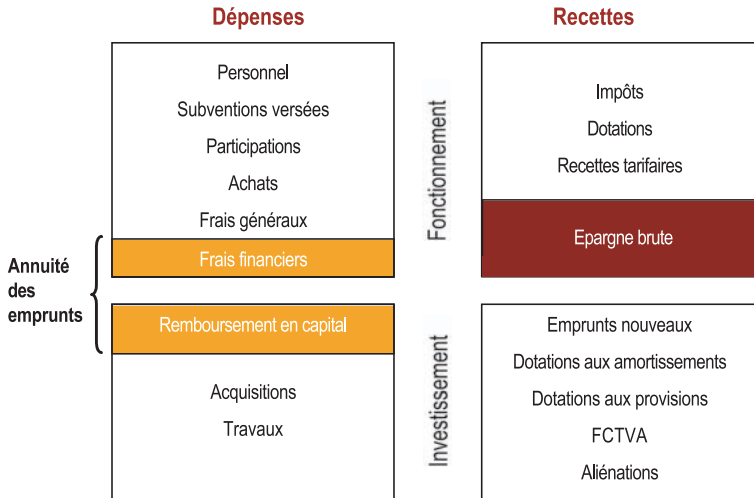 Dépenses
Recettes
Personnel
Subventions versées
Participations
Achats
Frais généraux
Frais financiers
Fonctionnement
Impôts
Dotations
Recettes tarifaires
Epargne brute
Annuité
des
emprunts
Remboursement en capital
Acquisitions
Travaux
Investissement
Emprunts nouveaux
Dotations aux amortissements
Dotations aux provisions
FCTVA
Aliénations